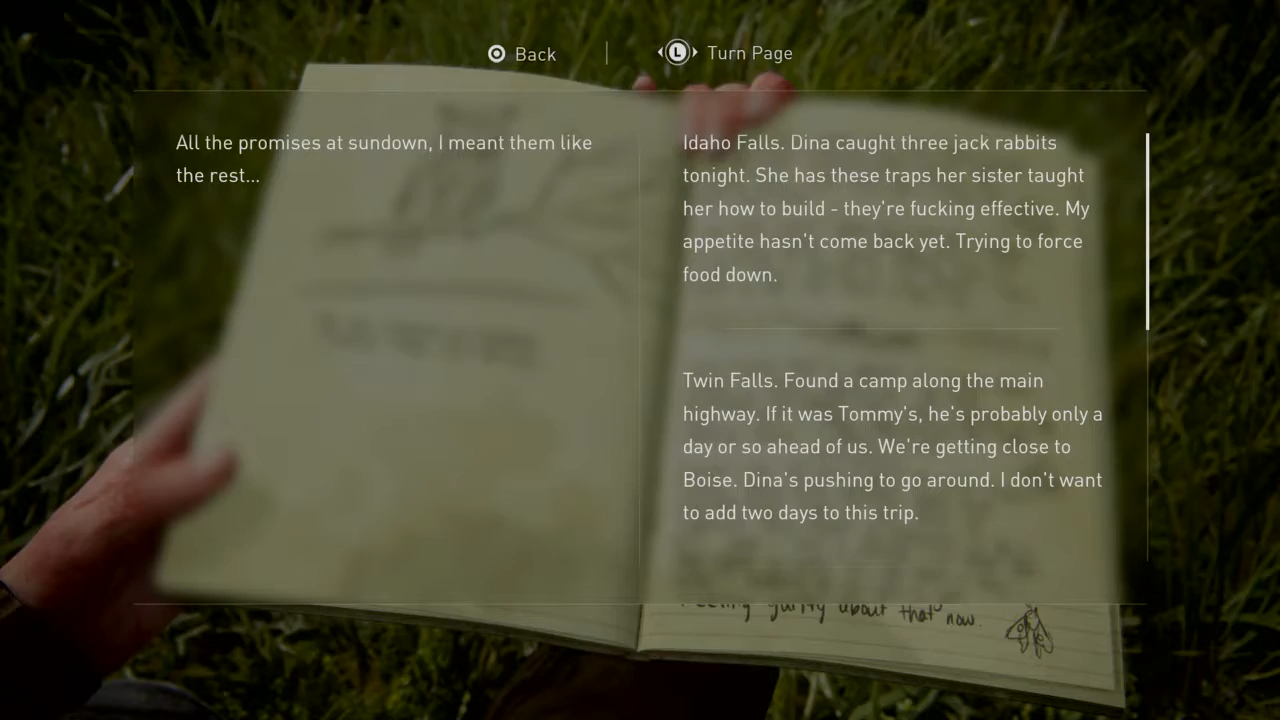 Back
L
Turn Page
All the promises at sundown, I meant them like
the rest...
Idaho Falls. Dina caught three jack rabbits
tonight. She has these traps her sister taught
her how to build - they're fucking effective. My
appetite hasn't come back yet. Trying to force
food down.
Twin Falls. Found a camp along the main
highway. If it was Tommy's, he's probably only a
day or so ahead of us. We're getting close to
Boise. Dina's pushing to go around. I don't want
to add two days to this trip.
guilty about that now.